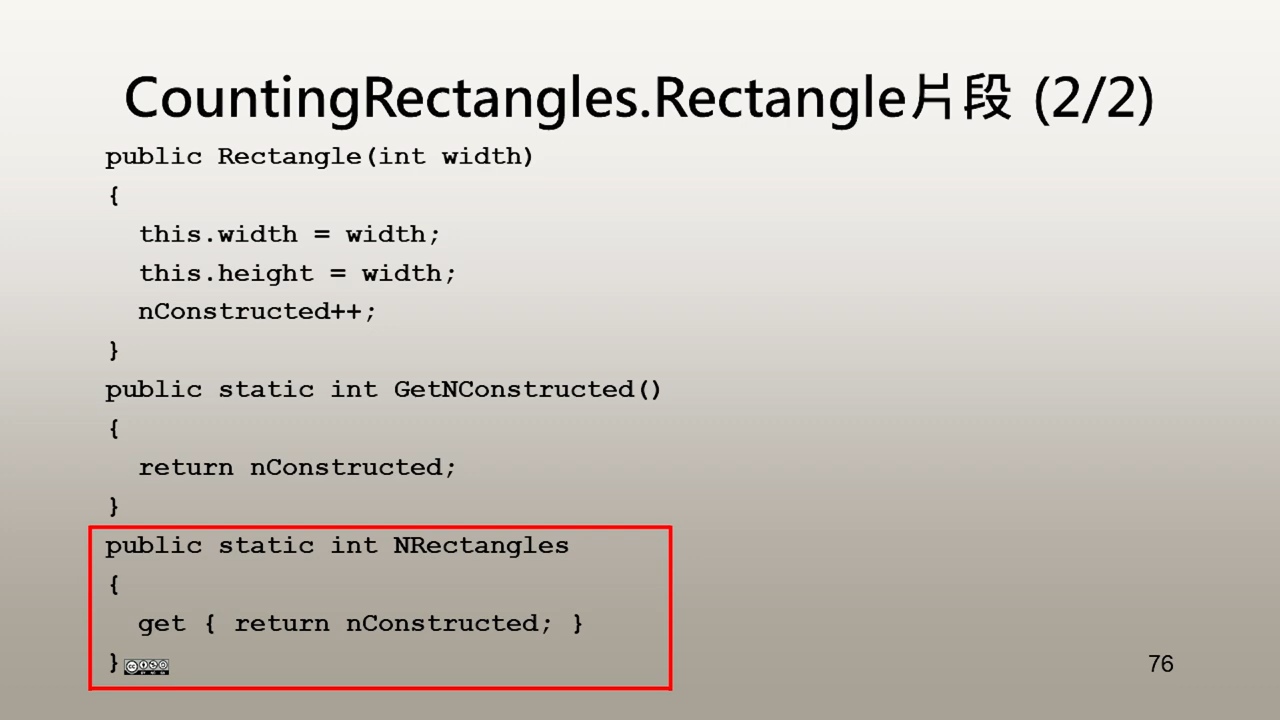 CountingRectangles.Rectangle片段 (2/2)
public Rectangle(int width)
{
this.width = width;
this.height = width;
nConstructed++;
}
public static int GetNConstructed()
{
return nConstructed;
}
public static int NRectangles
{
get { return nConstructed; }
}
76